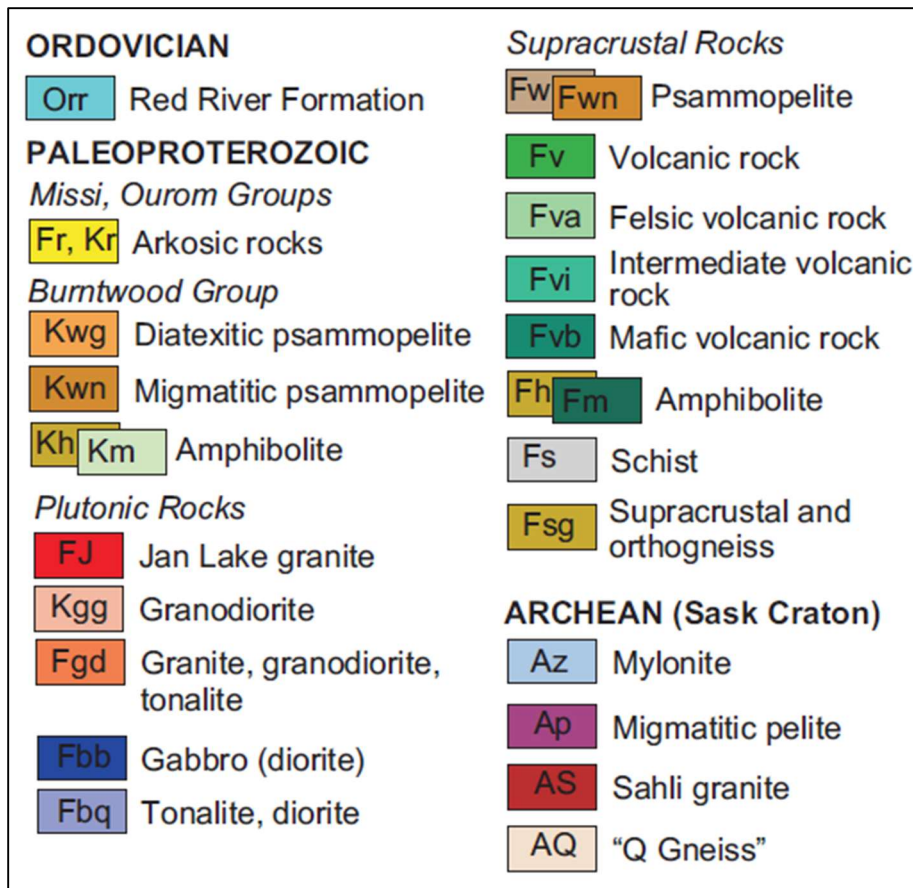 ORDOVICIAN
Orr Red River Formation
PALEOPROTEROZOIC
Missi, Ourom Groups
Fr, Kr Arkosic rocks
Burntwood Group
Kwg Diatexitic psammopelite
Kwn Migmatitic psammopelite
Kh Km Amphibolite
Plutonic Rocks
FJ Jan Lake granite
Kgg Granodiorite
Fgd Granite, granodiorite,
tonalite
Fbb Gabbro (diorite)
Fbq Tonalite, diorite
Supracrustal Rocks
Fw Fwn Psammopelite
Fv Volcanic rock
Fva Felsic volcanic rock
Fvi Intermediate volcanic
rock
Fvb Mafic volcanic rock
Fh Fm Amphibolite
Fs Schist
Fsg Supracrustal and
orthogneiss
ARCHEAN (Sask Craton)
Az Mylonite
Ap Migmatitic pelite
AS Sahli granite
AQ “Q Gneiss”